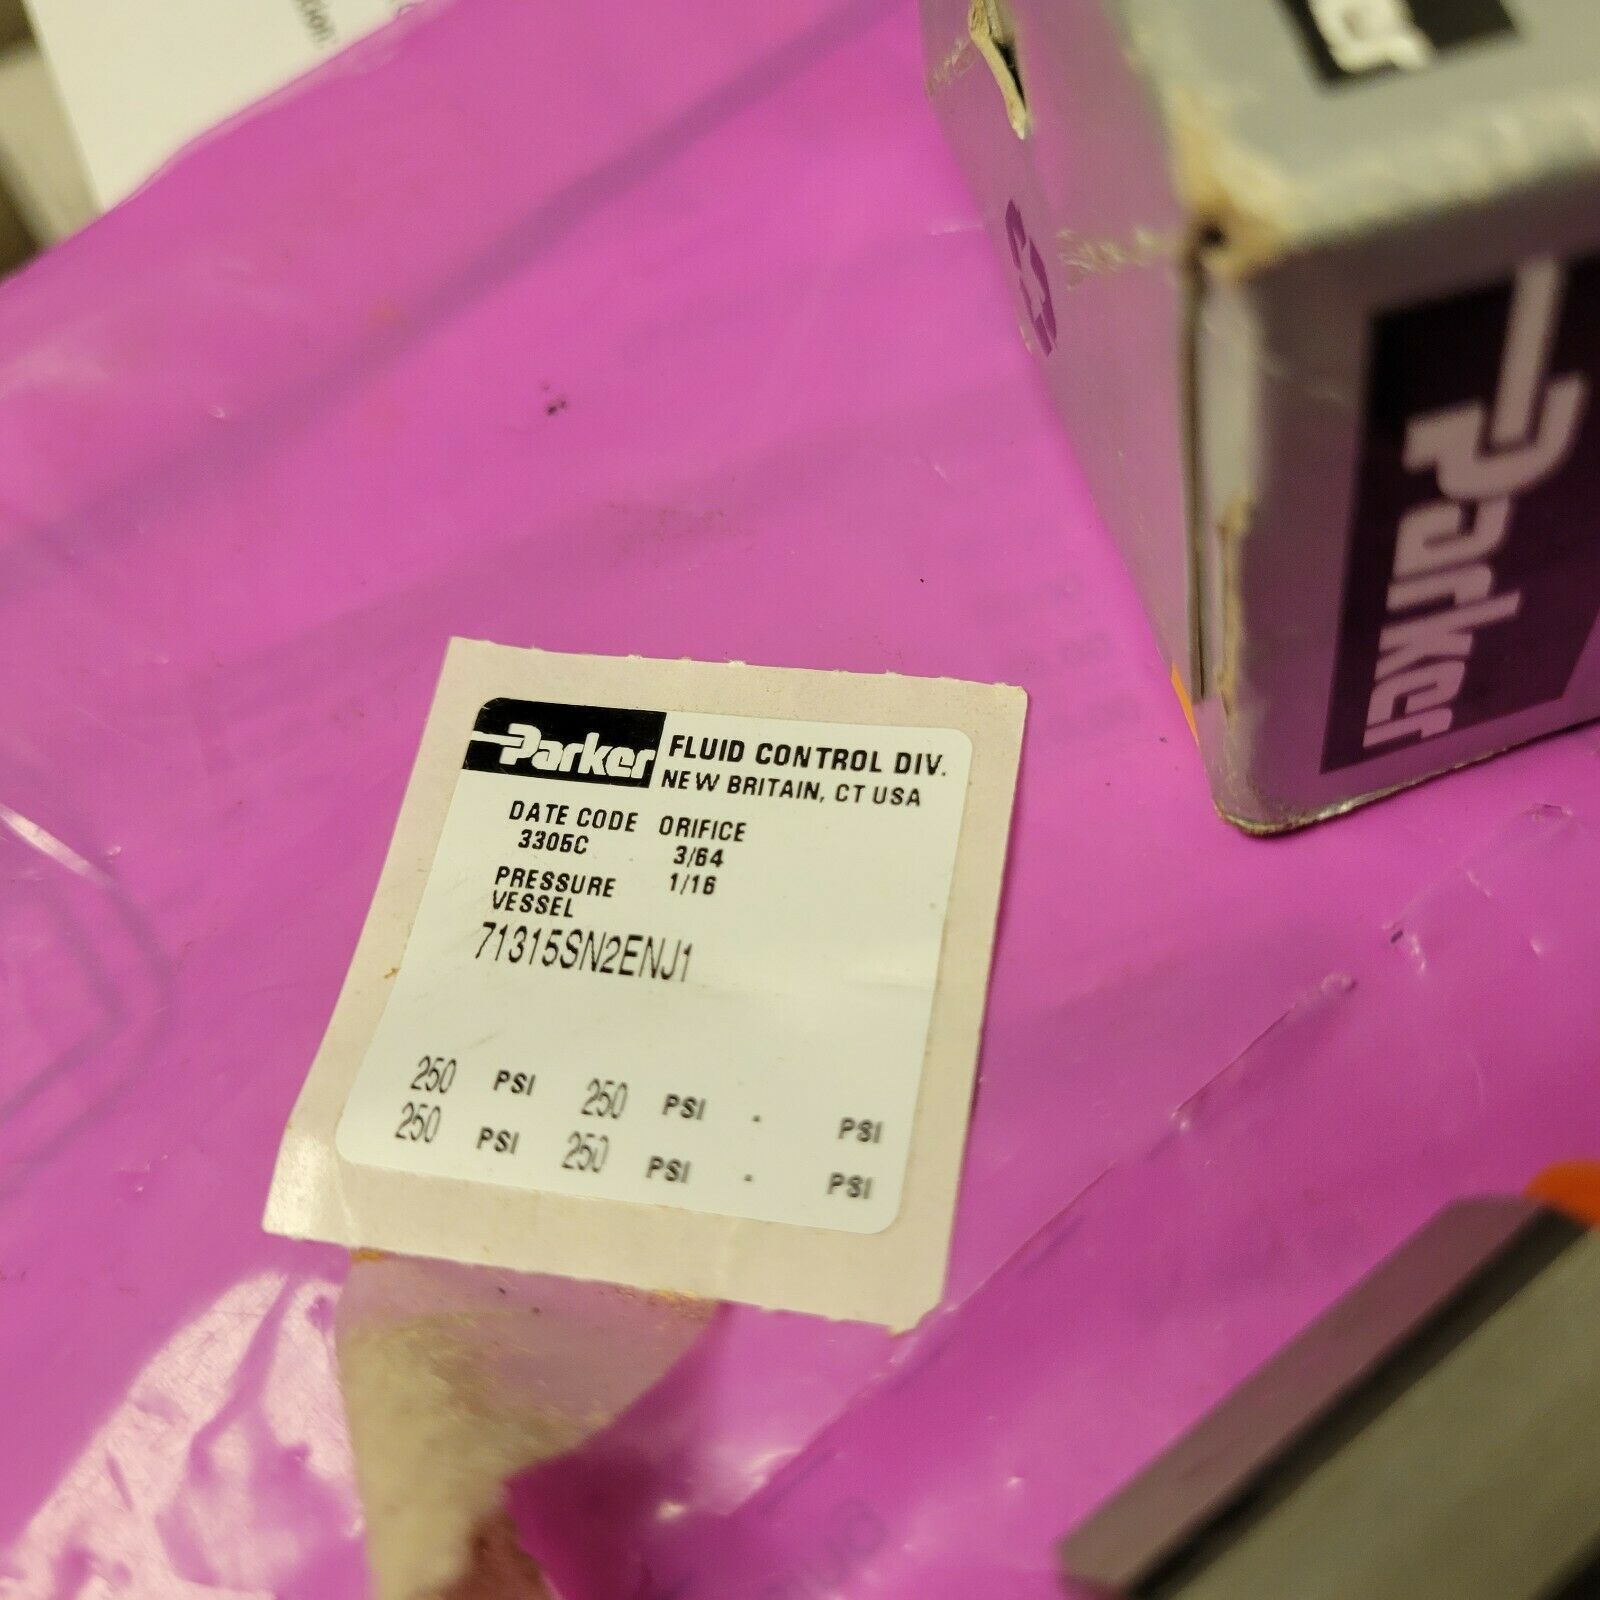 Parker
FLUID CONTROL DIV.
NEW BRITAIN, CT USA
DATE CODE ORIFICE
3305C 3/64
PRESSURE 1/16
VESSEL
71315SN2ENJ1
250 PSI 250 PSI - PSI
250 PSI 250 PSI - PSI
Parker